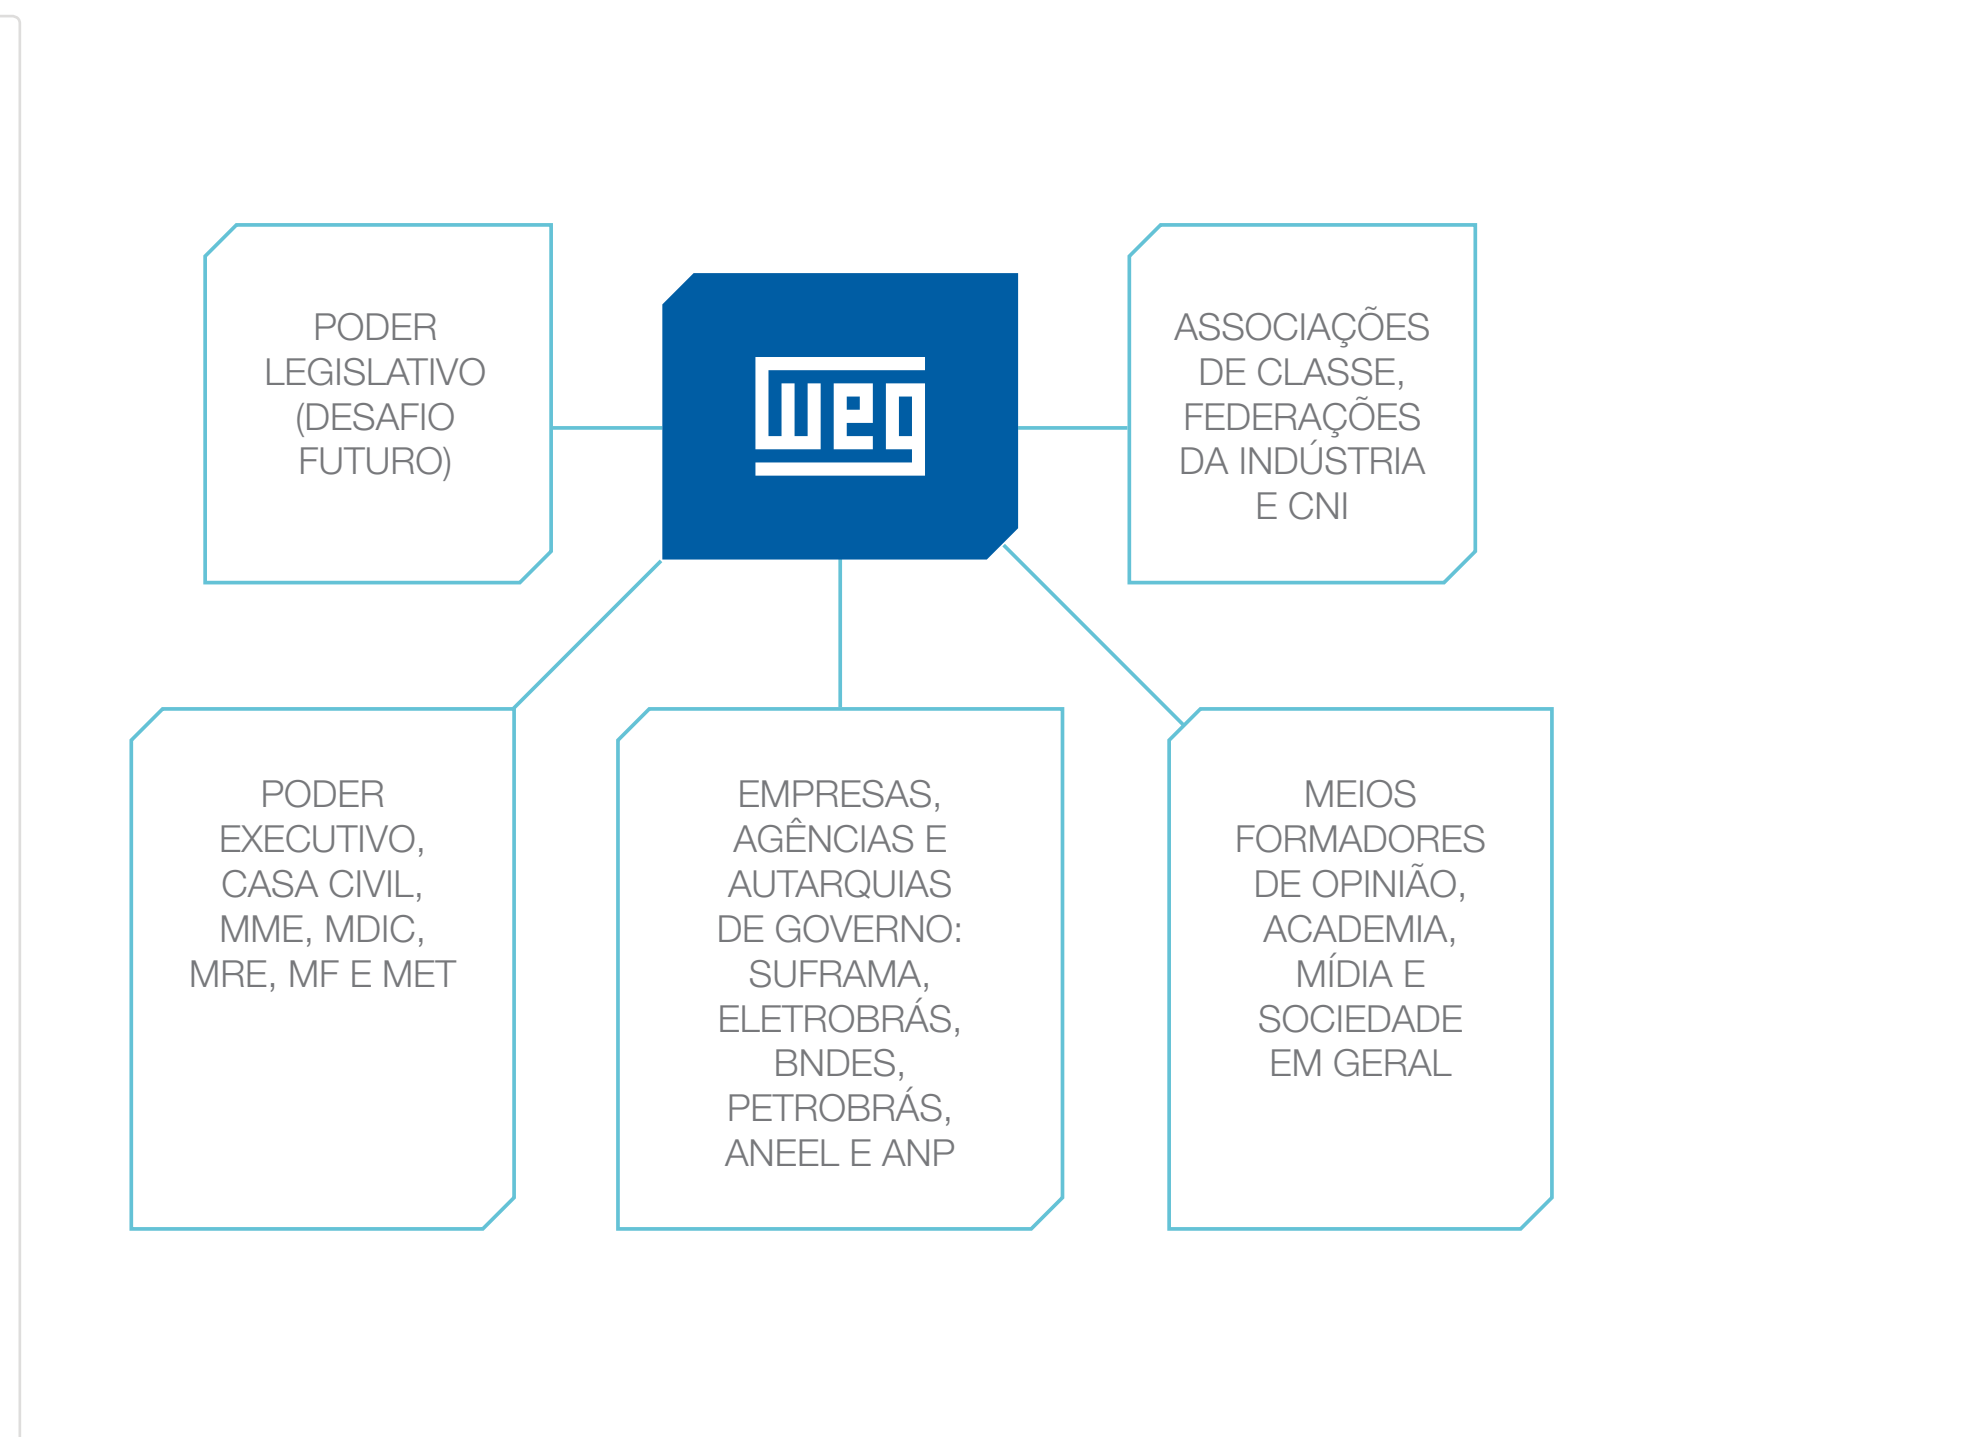 PODER
LEGISLATIVO
(DESAFIO
FUTURO)
weg
ASSOCIAÇÕES
DE CLASSE,
FEDERAÇÕES
DA INDÚSTRIA
E CNI
PODER
EXECUTIVO,
CASA CIVIL,
MME, MDIC,
MRE, MF E MET
EMPRESAS,
AGÊNCIAS E
AUTARQUIAS
DE GOVERNO:
SUFRAMA,
ELETROBRÁS,
BNDES,
PETROBRÁS,
ANEEL E ANP
MEIOS
FORMADORES
DE OPINIÃO,
ACADEMIA,
MÍDIA E
SOCIEDADE
EM GERAL